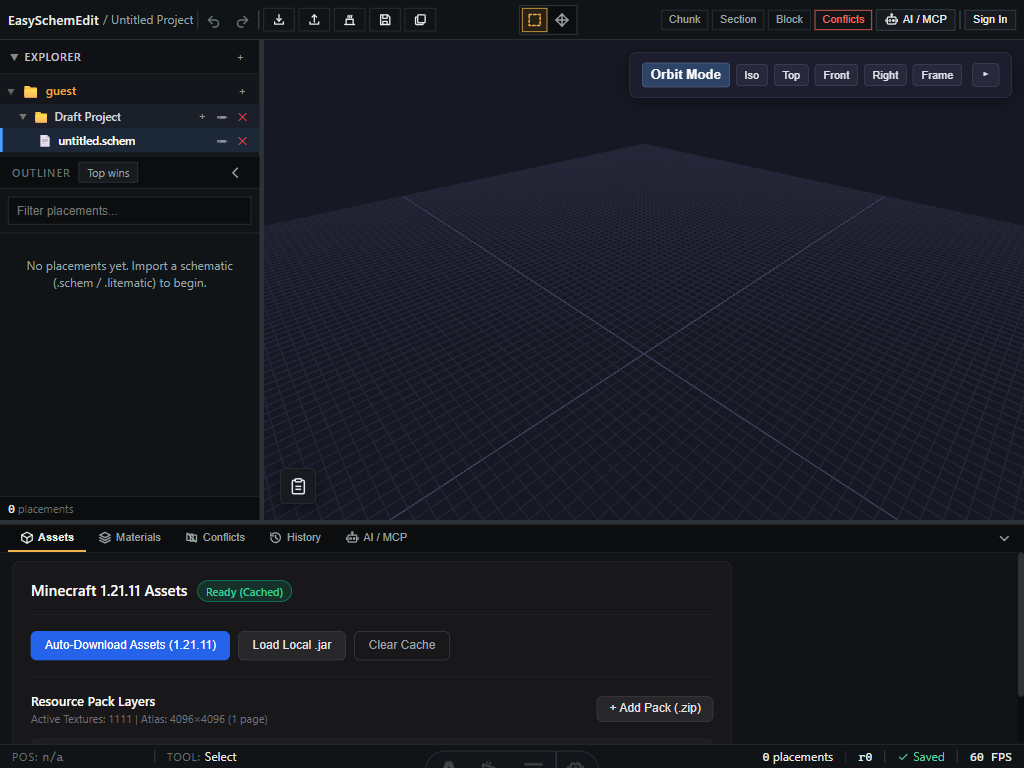 EasySchemEdit / Untitled Project
Chunk Section Block Conflicts AI / MCP Sign In
EXPLORER
guest
Draft Project
untitled.schem
OUTLINER Top wins
Filter placements...
No placements yet. Import a schematic
(.schem / .litematic) to begin.
0 placements
Orbit Mode Iso Top Front Right Frame
Assets Materials Conflicts History AI / MCP
Minecraft 1.21.11 Assets Ready (Cached)
Auto-Download Assets (1.21.11) Load Local .jar Clear Cache
Resource Pack Layers
Active Textures: 1111 | Atlas: 4096×4096 (1 page)
+ Add Pack (.zip)
POS: n/a TOOL: Select 0 placements r0 ✓ Saved 60 FPS